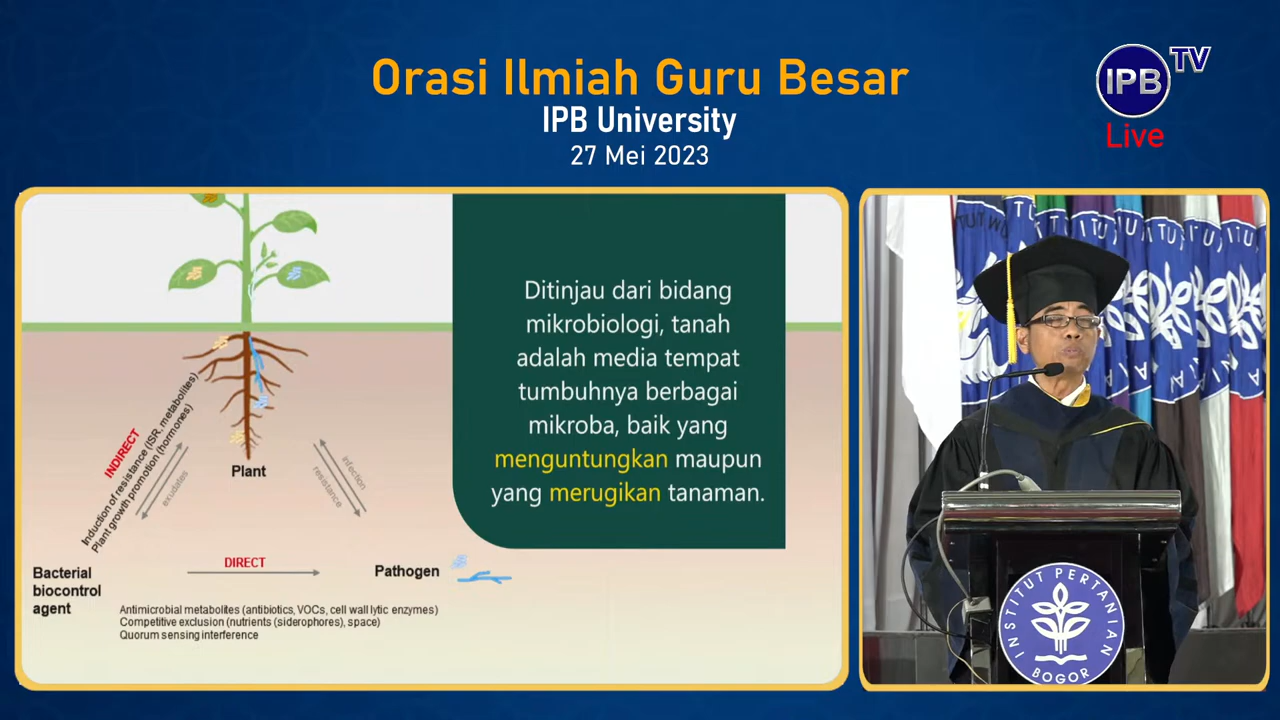 Orasi Ilmiah Guru Besar
IPB University
27 Mei 2023
IPB TV
Live
Ditinjau dari bidang
mikrobiologi, tanah
adalah media tempat
tumbuhnya berbagai
mikroba, baik yang
menguntungkan maupun
yang merugikan tanaman.
INDIRECT
Induction of resistance (ISR, metabolites)
Plant growth promotion (hormones)
exudates
Plant
infection
resistance
Bacterial
biocontrol
agent
DIRECT
Pathogen
Antimicrobial metabolites (antibiotics, VOCs, cell wall lytic enzymes)
Competitive exclusion (nutrients (siderophores), space)
Quorum sensing interference
INSTITUT PERTANIAN
BOGOR